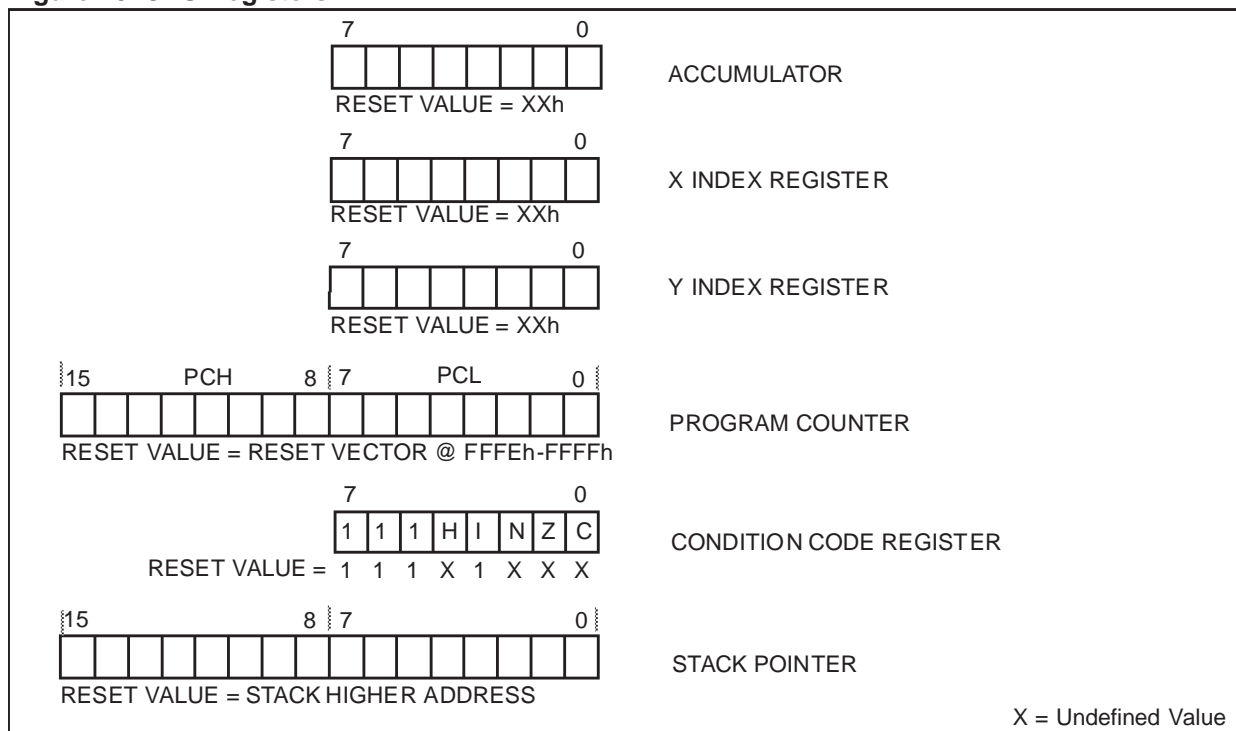 7 0
ACCUMULATOR
RESET VALUE = XXh
7 0
X INDEX REGISTER
RESET VALUE = XXh
7 0
Y INDEX REGISTER
RESET VALUE = XXh
15 PCH 8 7 PCL 0
PROGRAM COUNTER
RESET VALUE = RESET VECTOR @ FFFEh-FFFFh
7 0
1 1 1 H I N Z C
CONDITION CODE REGISTER
RESET VALUE = 1 1 1 X 1 X X X
15 8 7 0
STACK POINTER
RESET VALUE = STACK HIGHER ADDRESS
X = Undefined Value